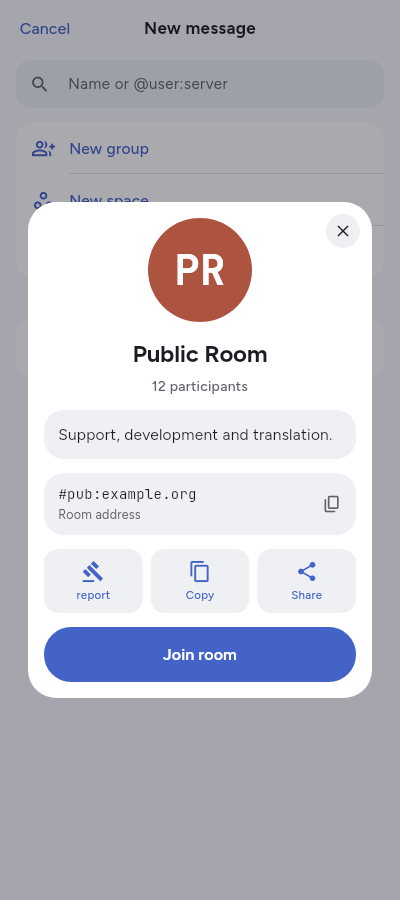 Cancel
New message
Name or @user:server
New group
New space
PR
Public Room
12 participants
Support, development and translation.
#pub:example.org
Room address
report
Copy
Share
Join room